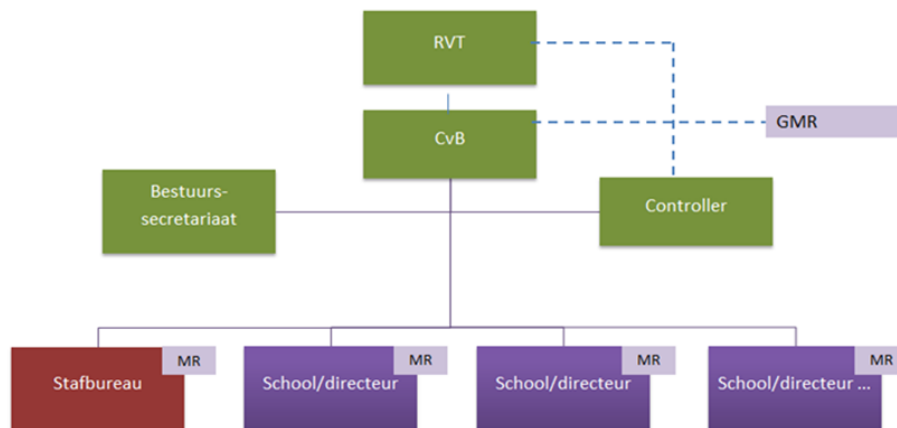 RVT
CvB
GMR
Bestuurs-
secretariaat
Controller
MR
Stafbureau
MR
School/directeur
MR
School/directeur
MR
School/directeur ...